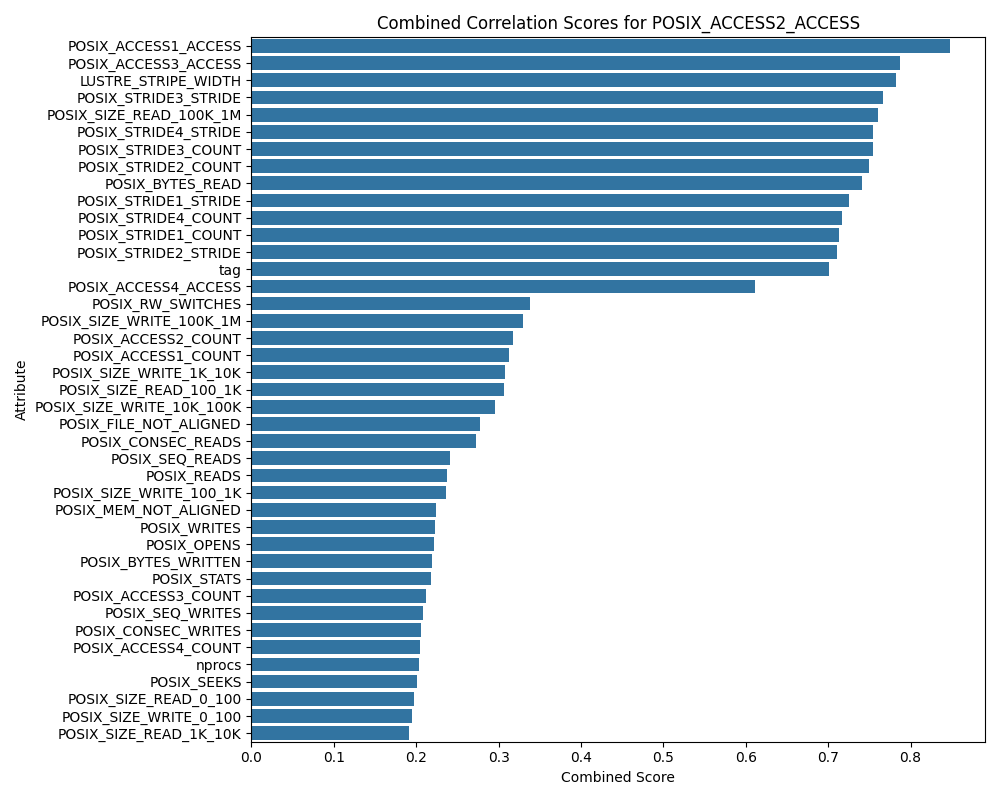 Combined Correlation Scores for POSIX_ACCESS2_ACCESS
POSIX_ACCESS1_ACCESS
POSIX_ACCESS3_ACCESS
LUSTRE_STRIPE_WIDTH
POSIX_STRIDE3_STRIDE
POSIX_SIZE_READ_100K_1M
POSIX_STRIDE4_STRIDE
POSIX_STRIDE3_COUNT
POSIX_STRIDE2_COUNT
POSIX_BYTES_READ
POSIX_STRIDE1_STRIDE
POSIX_STRIDE4_COUNT
POSIX_STRIDE1_COUNT
POSIX_STRIDE2_STRIDE
tag
POSIX_ACCESS4_ACCESS
POSIX_RW_SWITCHES
POSIX_SIZE_WRITE_100K_1M
POSIX_ACCESS2_COUNT
POSIX_ACCESS1_COUNT
POSIX_SIZE_WRITE_1K_10K
POSIX_SIZE_READ_100_1K
POSIX_SIZE_WRITE_10K_100K
POSIX_FILE_NOT_ALIGNED
POSIX_CONSEC_READS
POSIX_SEQ_READS
POSIX_READS
POSIX_SIZE_WRITE_100_1K
POSIX_MEM_NOT_ALIGNED
POSIX_WRITES
POSIX_OPENS
POSIX_BYTES_WRITTEN
POSIX_STATS
POSIX_ACCESS3_COUNT
POSIX_SEQ_WRITES
POSIX_CONSEC_WRITES
POSIX_ACCESS4_COUNT
nprocs
POSIX_SEEKS
POSIX_SIZE_READ_0_100
POSIX_SIZE_WRITE_0_100
POSIX_SIZE_READ_1K_10K
Attribute
0.0 0.1 0.2 0.3 0.4 0.5 0.6 0.7 0.8
Combined Score